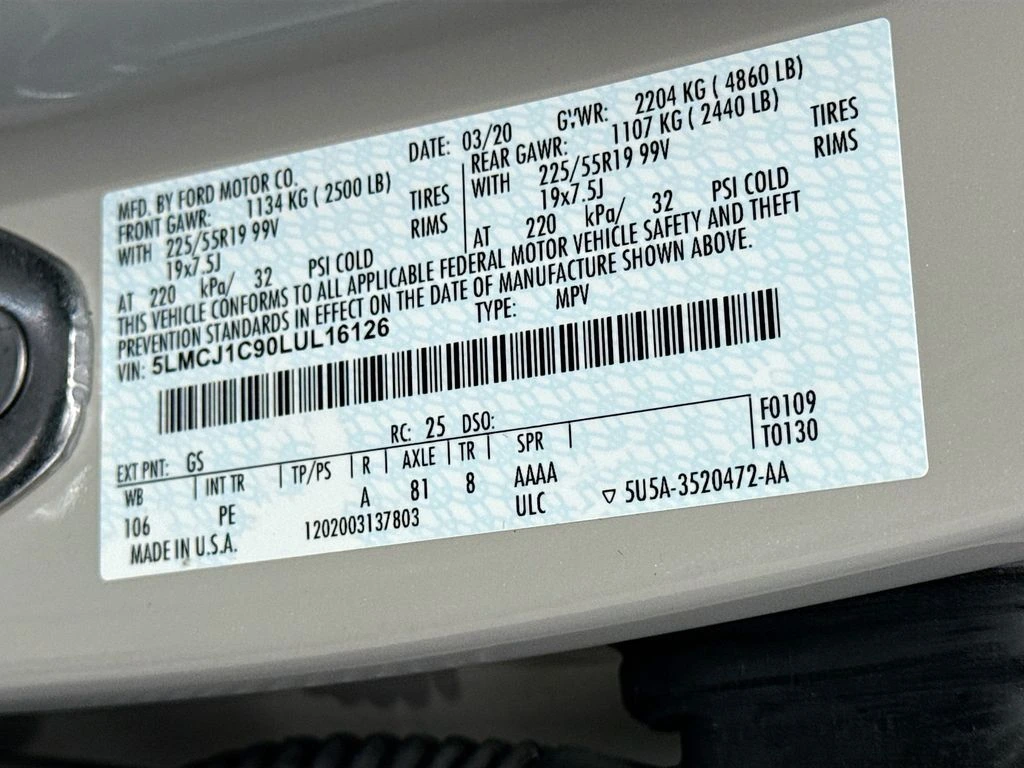 MFD. BY FORD MOTOR CO.
DATE: 03/20 GVWR: 2204 KG ( 4860 LB)
FRONT GAWR: 1134 KG ( 2500 LB)
WITH 225/55R19 99V TIRES
19x7.5J RIMS
AT 220 kPa/ 32 PSI COLD
REAR GAWR: 1107 KG ( 2440 LB)
WITH 225/55R19 99V TIRES
19x7.5J RIMS
AT 220 kPa/ 32 PSI COLD
THIS VEHICLE CONFORMS TO ALL APPLICABLE FEDERAL MOTOR VEHICLE SAFETY AND THEFT
PREVENTION STANDARDS IN EFFECT ON THE DATE OF MANUFACTURE SHOWN ABOVE.
VIN: 5LMCJ1C90LUL16126 TYPE: MPV
EXT PNT: GS RC: 25 DSO: F0109
T0130
WB INT TR TP/PS R AXLE TR SPR
106 PE A 81 8 AAAA
ULC ▽ 5U5A-3520472-AA
MADE IN U.S.A. 1202003137803